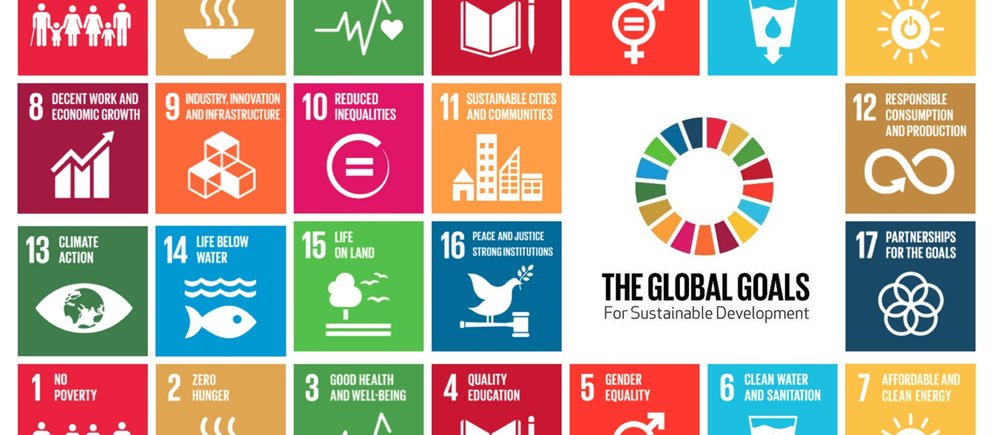 8 DECENT WORK AND
ECONOMIC GROWTH
9 INDUSTRY, INNOVATION
AND INFRASTRUCTURE
10 REDUCED
INEQUALITIES
11 SUSTAINABLE CITIES
AND COMMUNITIES
12 RESPONSIBLE
CONSUMPTION
AND PRODUCTION
13 CLIMATE
ACTION
14 LIFE BELOW
WATER
15 LIFE
ON LAND
16 PEACE AND JUSTICE
STRONG INSTITUTIONS
THE GLOBAL GOALS
For Sustainable Development
17 PARTNERSHIPS
FOR THE GOALS
1 NO
POVERTY
2 ZERO
HUNGER
3 GOOD HEALTH
AND WELL-BEING
4 QUALITY
EDUCATION
5 GENDER
EQUALITY
6 CLEAN WATER
AND SANITATION
7 AFFORDABLE AND
CLEAN ENERGY